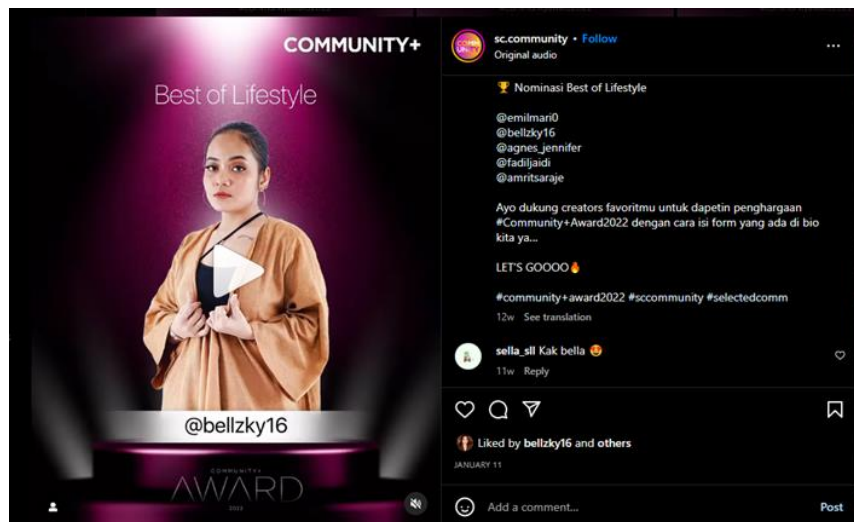 COMMUNITY+
Best of Lifestyle
@bellzky16
COMMUNITY+
AWARD
2022
sc.community • Follow
Original audio
🏆 Nominasi Best of Lifestyle
@emilmari0
@bellzky16
@agnes_jennifer
@fadiljaidi
@amritsaraje
Ayo dukung creators favoritmu untuk dapetin penghargaan
#Community+Award2022 dengan cara isi form yang ada di bio
kita ya...
LET'S GOOOO🔥
#community+award2022 #sccommunity #selectedcomm
12w See translation
sella_sll Kak bella 😍
11w Reply
Liked by bellzky16 and others
JANUARY 11
Add a comment...
Post